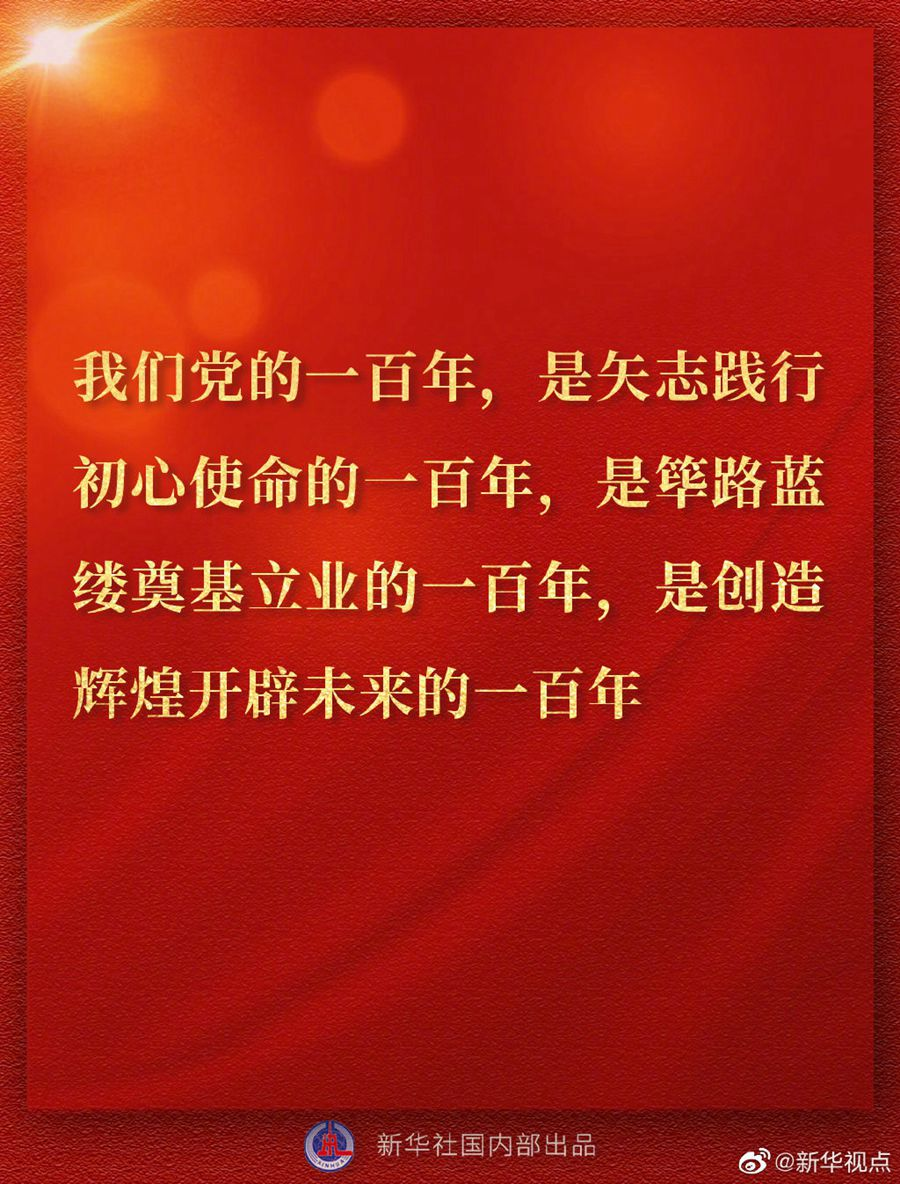 我们党的一百年，是矢志践行
初心使命的一百年，是筚路蓝
缕奠基立业的一百年，是创造
辉煌开辟未来的一百年
XINHUA
新华社国内部出品
@新华视点